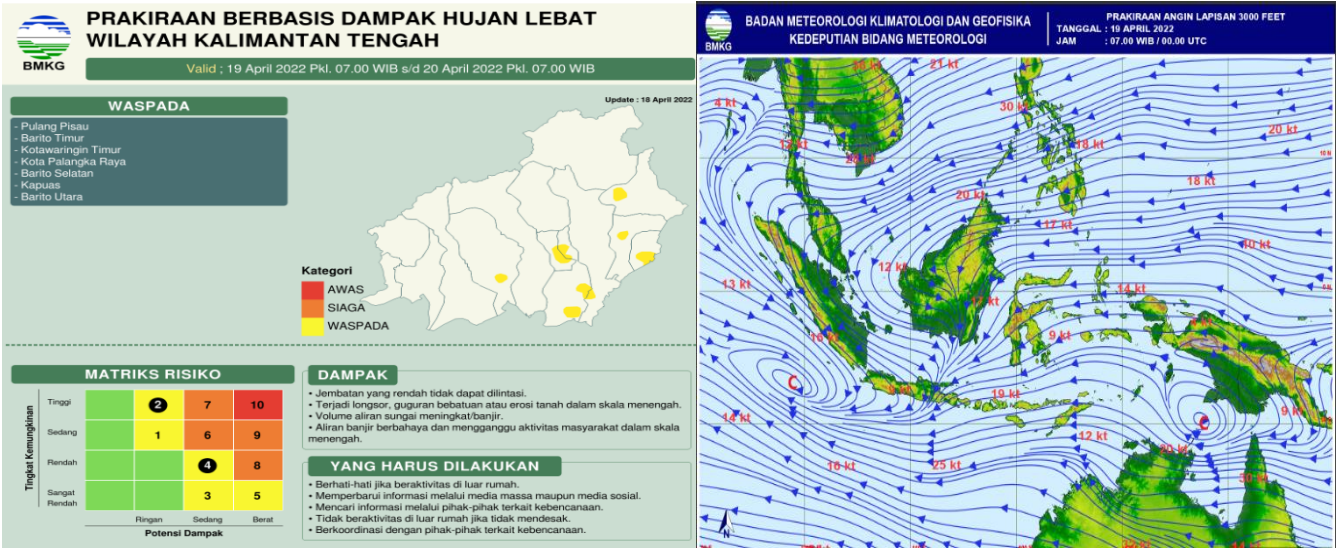 PRAKIRAAN BERBASIS DAMPAK HUJAN LEBAT
WILAYAH KALIMANTAN TENGAH
BMKG
Valid ; 19 April 2022 Pkl. 07.00 WIB s/d 20 April 2022 Pkl. 07.00 WIB
WASPADA
- Pulang Pisau
- Barito Timur
- Kotawaringin Timur
- Kota Palangka Raya
- Barito Selatan
- Kapuas
- Barito Utara
Update : 18 April 2022
Kategori
AWAS
SIAGA
WASPADA
MATRIKS RISIKO
Tingkat Kemungkinan
Tinggi 2 7 10
Sedang 1 6 9
Rendah 4 8
Sangat Rendah 3 5
Ringan Sedang Berat
Potensi Dampak
DAMPAK
• Jembatan yang rendah tidak dapat dilintasi.
• Terjadi longsor, guguran bebatuan atau erosi tanah dalam skala menengah.
• Volume aliran sungai meningkat/banjir.
• Aliran banjir berbahaya dan mengganggu aktivitas masyarakat dalam skala
menengah.
YANG HARUS DILAKUKAN
• Berhati-hati jika beraktivitas di luar rumah.
• Memperbarui informasi melalui media massa maupun media sosial.
• Mencari informasi melalui pihak-pihak terkait kebencanaan.
• Tidak beraktivitas di luar rumah jika tidak mendesak.
• Berkoordinasi dengan pihak-pihak terkait kebencanaan.
BMKG
BADAN METEOROLOGI KLIMATOLOGI DAN GEOFISIKA
KEDEPUTIAN BIDANG METEOROLOGI
PRAKIRAAN ANGIN LAPISAN 3000 FEET
TANGGAL : 19 APRIL 2022
JAM : 07.00 WIB / 00.00 UTC
21 kt
4 kt
30 kt
20 kt
18 kt
18 kt
20 kt
17 kt
12 kt
13 kt
14 kt
9 kt
C
19 kt
14 kt
C
9 kt
12 kt
16 kt
25 kt
30 kt
N